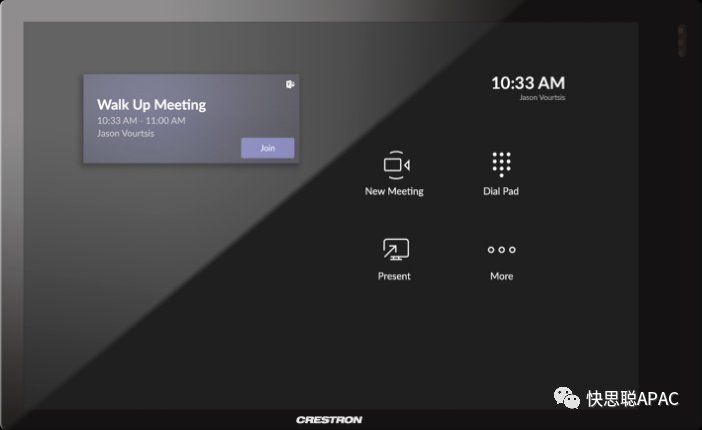 Walk Up Meeting
10:33 AM - 11:00 AM
Jason Vourtsis
Join
10:33 AM
Jason Vourtsis
New Meeting
Dial Pad
Present
More
CRESTRON
快思聪APAC